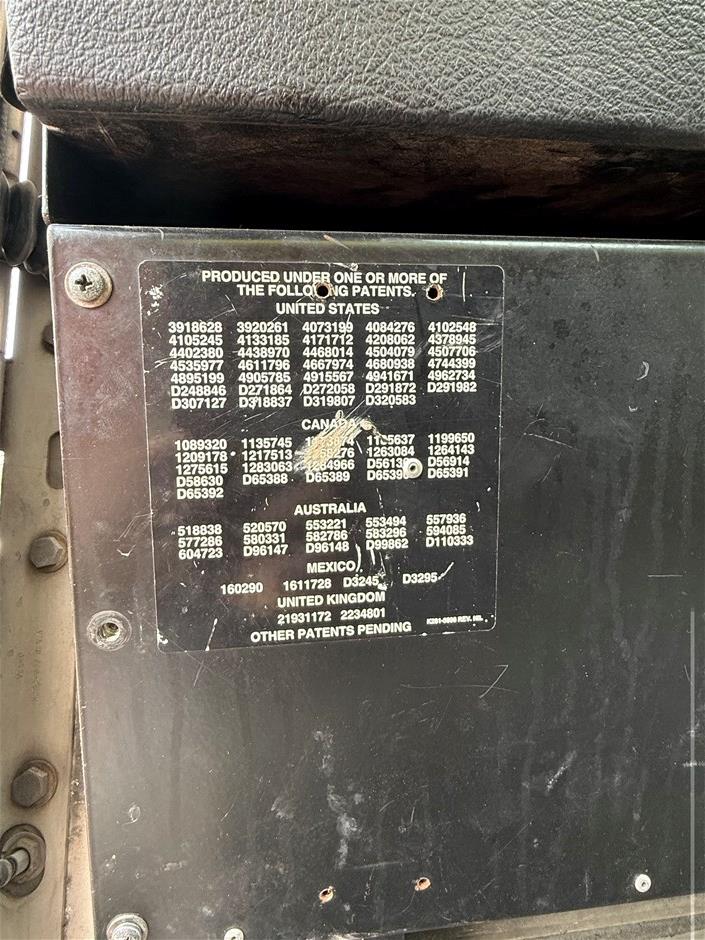 PRODUCED UNDER ONE OR MORE OF
THE FOLLOWING PATENTS.
UNITED STATES
3918628 3920261 4073199 4084276 4102548
4105245 4133185 4171712 4208062 4378945
4402380 4438970 4468014 4504079 4507706
4535977 4611796 4667974 4680938 4744390
4895199 4905785 4915567 4941671 4962734
D248846 D271864 D272058 D291872 D291982
D307127 D318837 D319807 D320583
CANADA
1089320 1135745 1199650
1209178 1217513 1263084 1264143
1275615 1283063 D56914
D58630 D65388 D65389 D65391
D65392
AUSTRALIA
518838 520570 553221 553494 557936
577286 580331 582786 583296 594085
604723 D96147 D96148 D99862 D110333
MEXICO
160290 1611728 D3245 D3295
UNITED KINGDOM
21931172 2234801
OTHER PATENTS PENDING